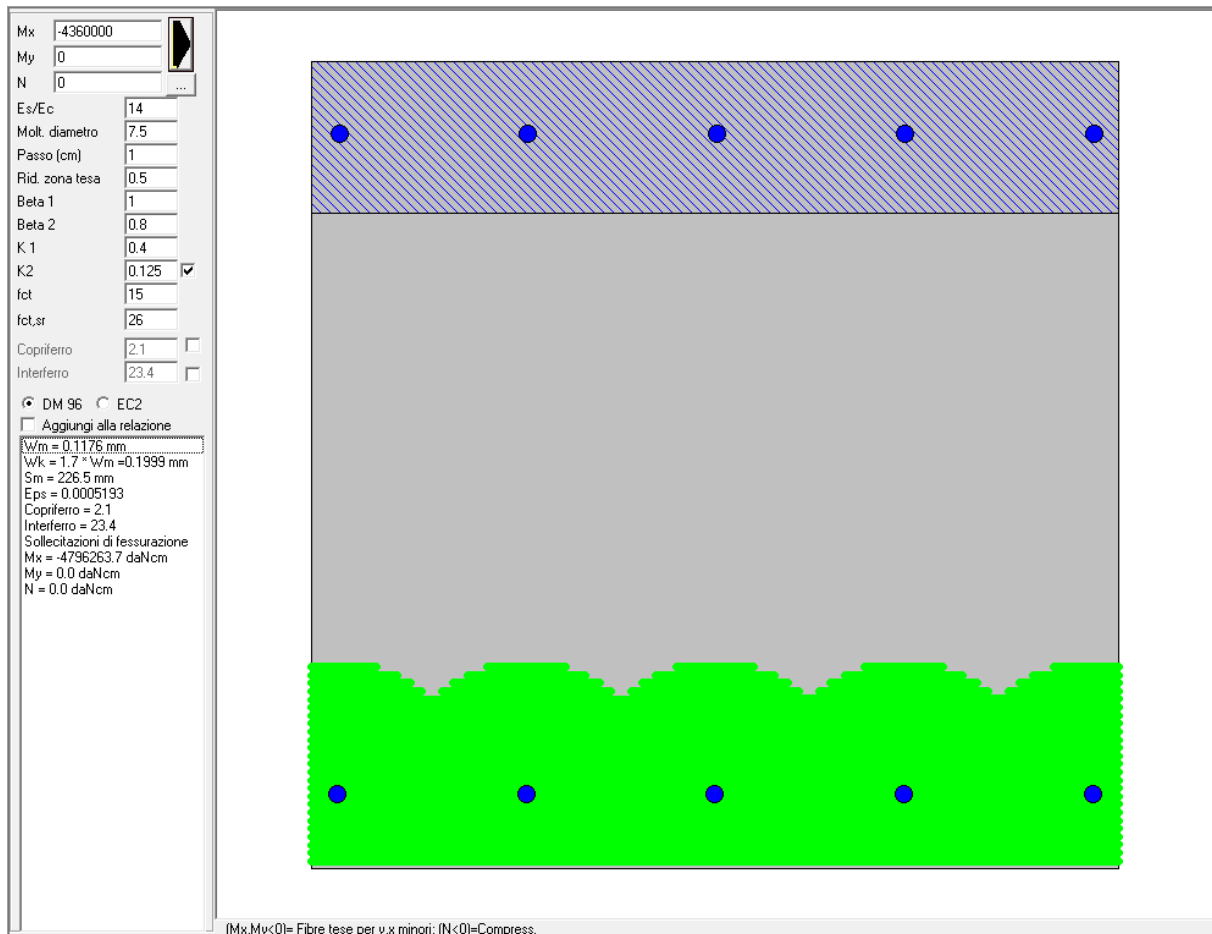 Mx -4360000
My 0
N 0 ...
Es/Ec 14
Molt. diametro 7.5
Passo (cm) 1
Rid. zona tesa 0.5
Beta 1 1
Beta 2 0.8
K 1 0.4
K2 0.125
fct 15
fct,sr 26
Copriferro 2.1
Interferro 23.4
DM 96 EC2
Aggiungi alla relazione
Wm = 0.1176 mm
Wk = 1.7 * Wm =0.1999 mm
Sm = 226.5 mm
Eps = 0.0005193
Copriferro = 2.1
Interferro = 23.4
Sollecitazioni di fessurazione
Mx = -4796263.7 daNcm
My = 0.0 daNcm
N = 0.0 daNcm
(Mx,My<0)= Fibre tese per y,x minori; (N<0)=Compress.